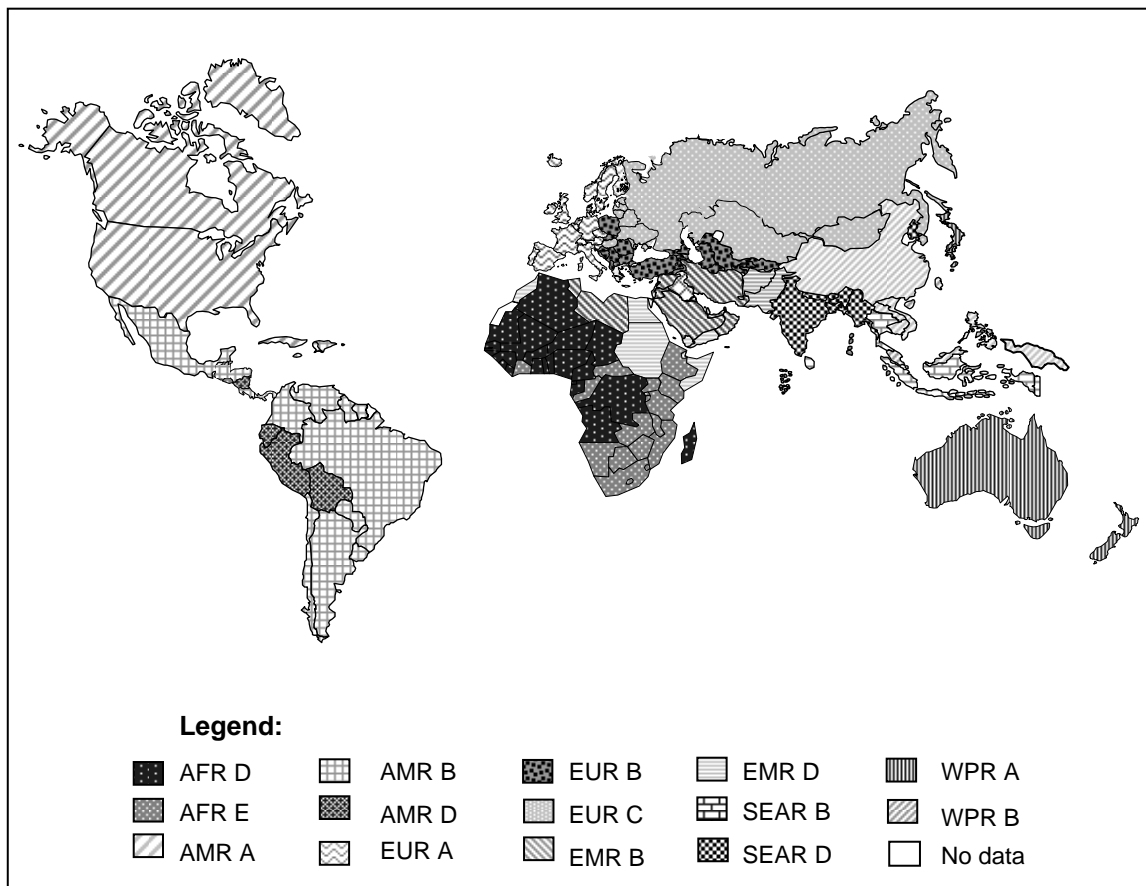 Legend:
AFR D
AMR B
EUR B
EMR D
WPR A
AFR E
AMR D
EUR C
SEAR B
WPR B
AMR A
EUR A
EMR B
SEAR D
No data